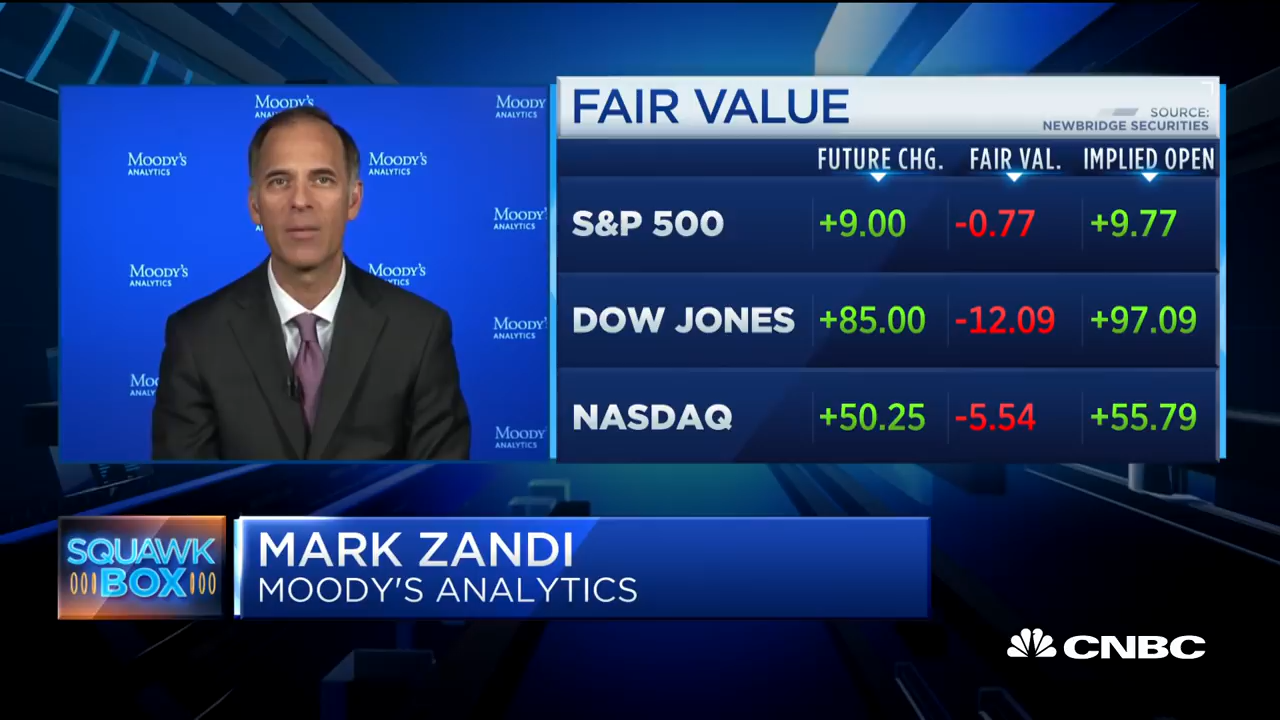 MOODY'S
ANALYTICS
MOODY
ANALYTICS
MOODY'S
ANALYTICS
MOODY'S
ANALYTICS
MOODY'
ANALYTICS
MOODY'S
ANALYTICS
MOODY'S
MOODY'
ANALYTICS
MOODY'
ANALYTICS
FAIR VALUE
SOURCE:
NEWBRIDGE SECURITIES
FUTURE CHG. FAIR VAL. IMPLIED OPEN
S&P 500 +9.00 -0.77 +9.77
DOW JONES +85.00 -12.09 +97.09
NASDAQ +50.25 -5.54 +55.79
SQUAWK
BOX
MARK ZANDI
MOODY'S ANALYTICS
CNBC